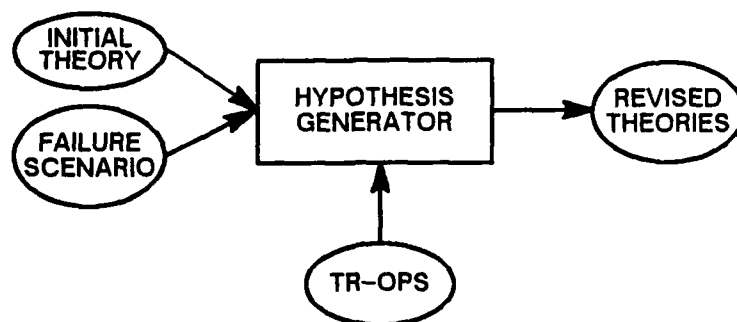 INITIAL
THEORY
FAILURE
SCENARIO
HYPOTHESIS
GENERATOR
REVISED
THEORIES
TR-OPS